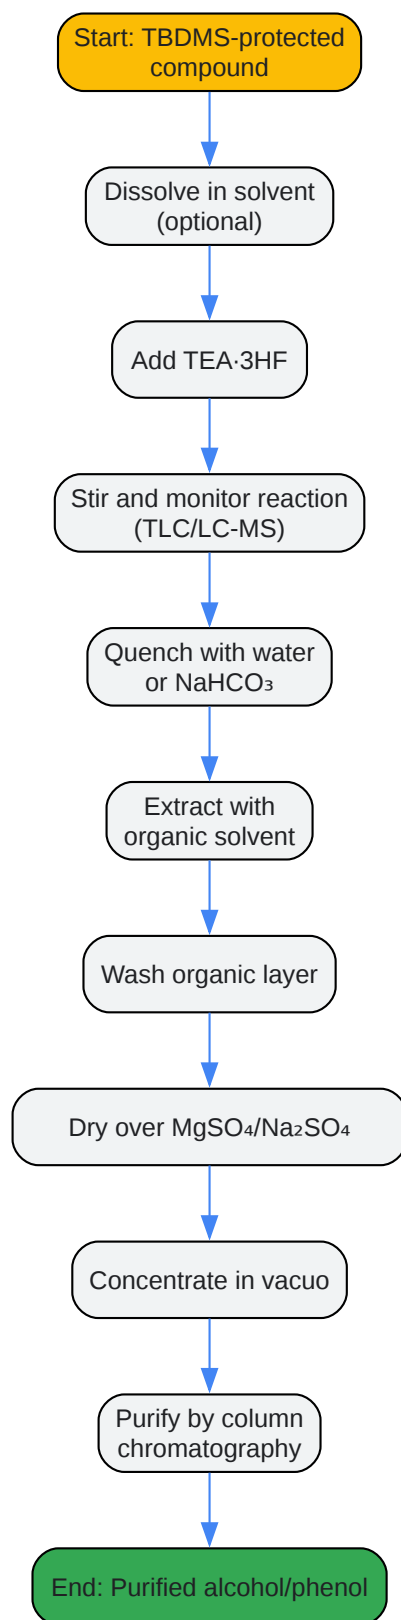 Start: TBDMS-protected
compound
Dissolve in solvent
(optional)
Add TEA·3HF
Stir and monitor reaction
(TLC/LC-MS)
Quench with water
or NaHCO₃
Extract with
organic solvent
Wash organic layer
Dry over MgSO₄/Na₂SO₄
Concentrate in vacuo
Purify by column
chromatography
End: Purified alcohol/phenol